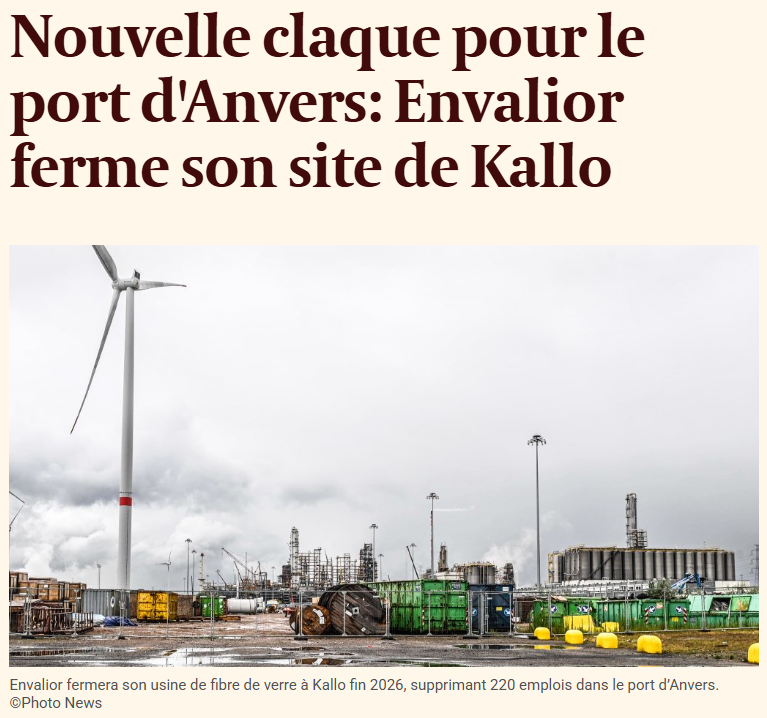 Nouvelle claque pour le
port d'Anvers: Envalior
ferme son site de Kallo
Envalior fermera son usine de fibre de verre à Kallo fin 2026, supprimant 220 emplois dans le port d’Anvers.
©Photo News